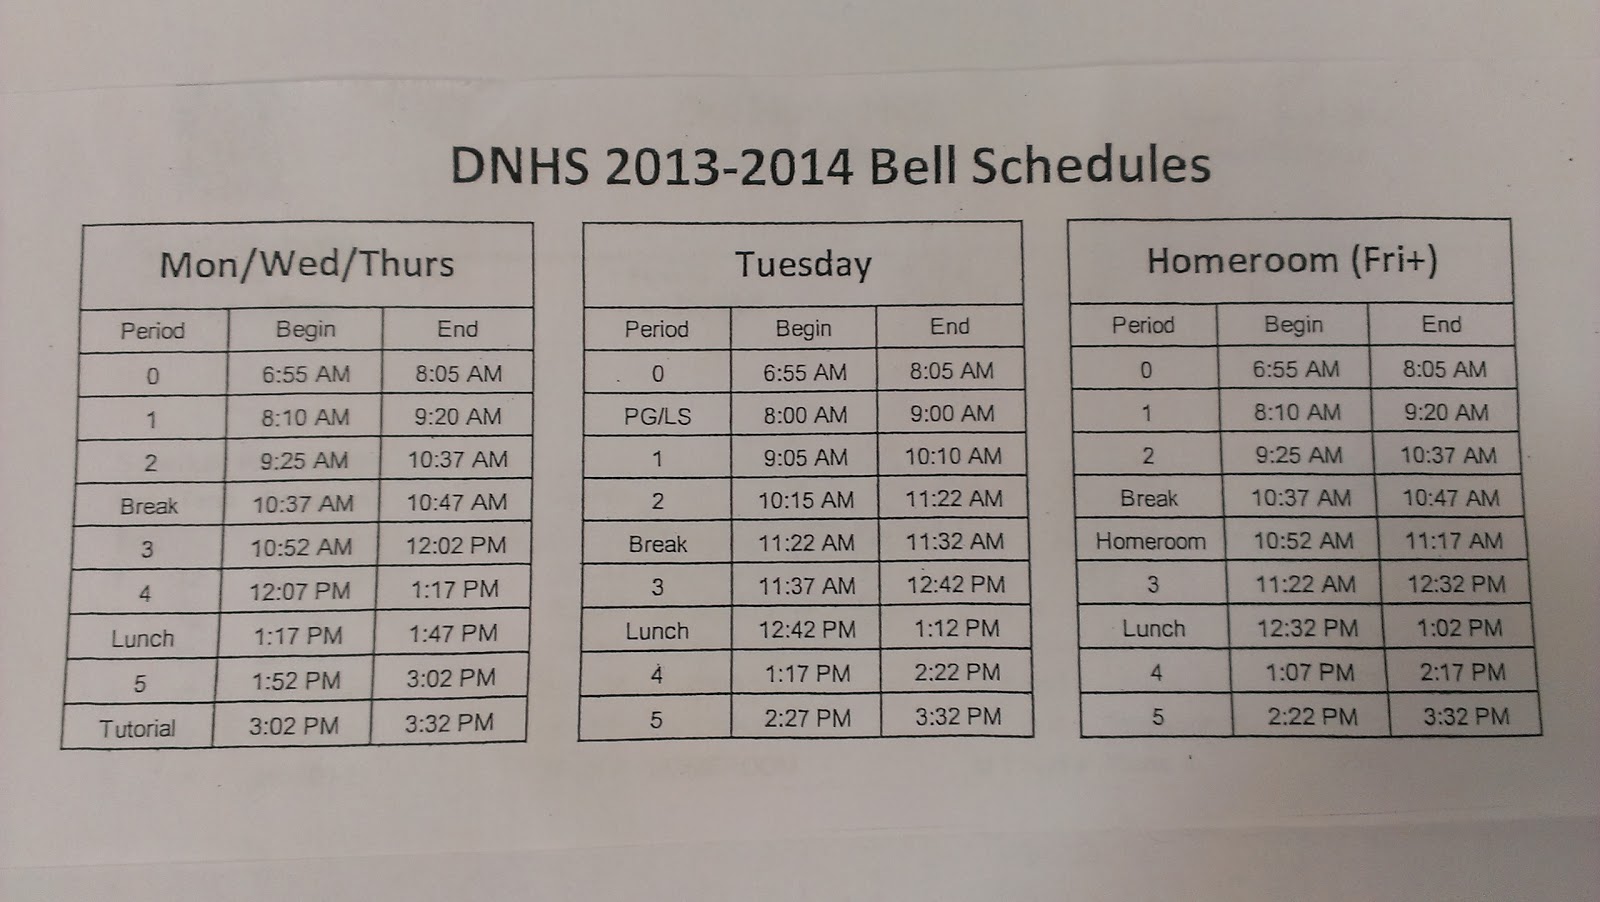 DNHS 2013-2014 Bell Schedules
Mon/Wed/Thurs
Period Begin End
0 6:55 AM 8:05 AM
1 8:10 AM 9:20 AM
2 9:25 AM 10:37 AM
Break 10:37 AM 10:47 AM
3 10:52 AM 12:02 PM
4 12:07 PM 1:17 PM
Lunch 1:17 PM 1:47 PM
5 1:52 PM 3:02 PM
Tutorial 3:02 PM 3:32 PM
Tuesday
Period Begin End
0 6:55 AM 8:05 AM
PG/LS 8:00 AM 9:00 AM
1 9:05 AM 10:10 AM
2 10:15 AM 11:22 AM
Break 11:22 AM 11:32 AM
3 11:37 AM 12:42 PM
Lunch 12:42 PM 1:12 PM
4 1:17 PM 2:22 PM
5 2:27 PM 3:32 PM
Homeroom (Fri+)
Period Begin End
0 6:55 AM 8:05 AM
1 8:10 AM 9:20 AM
2 9:25 AM 10:37 AM
Break 10:37 AM 10:47 AM
Homeroom 10:52 AM 11:17 AM
3 11:22 AM 12:32 PM
Lunch 12:32 PM 1:02 PM
4 1:07 PM 2:17 PM
5 2:22 PM 3:32 PM